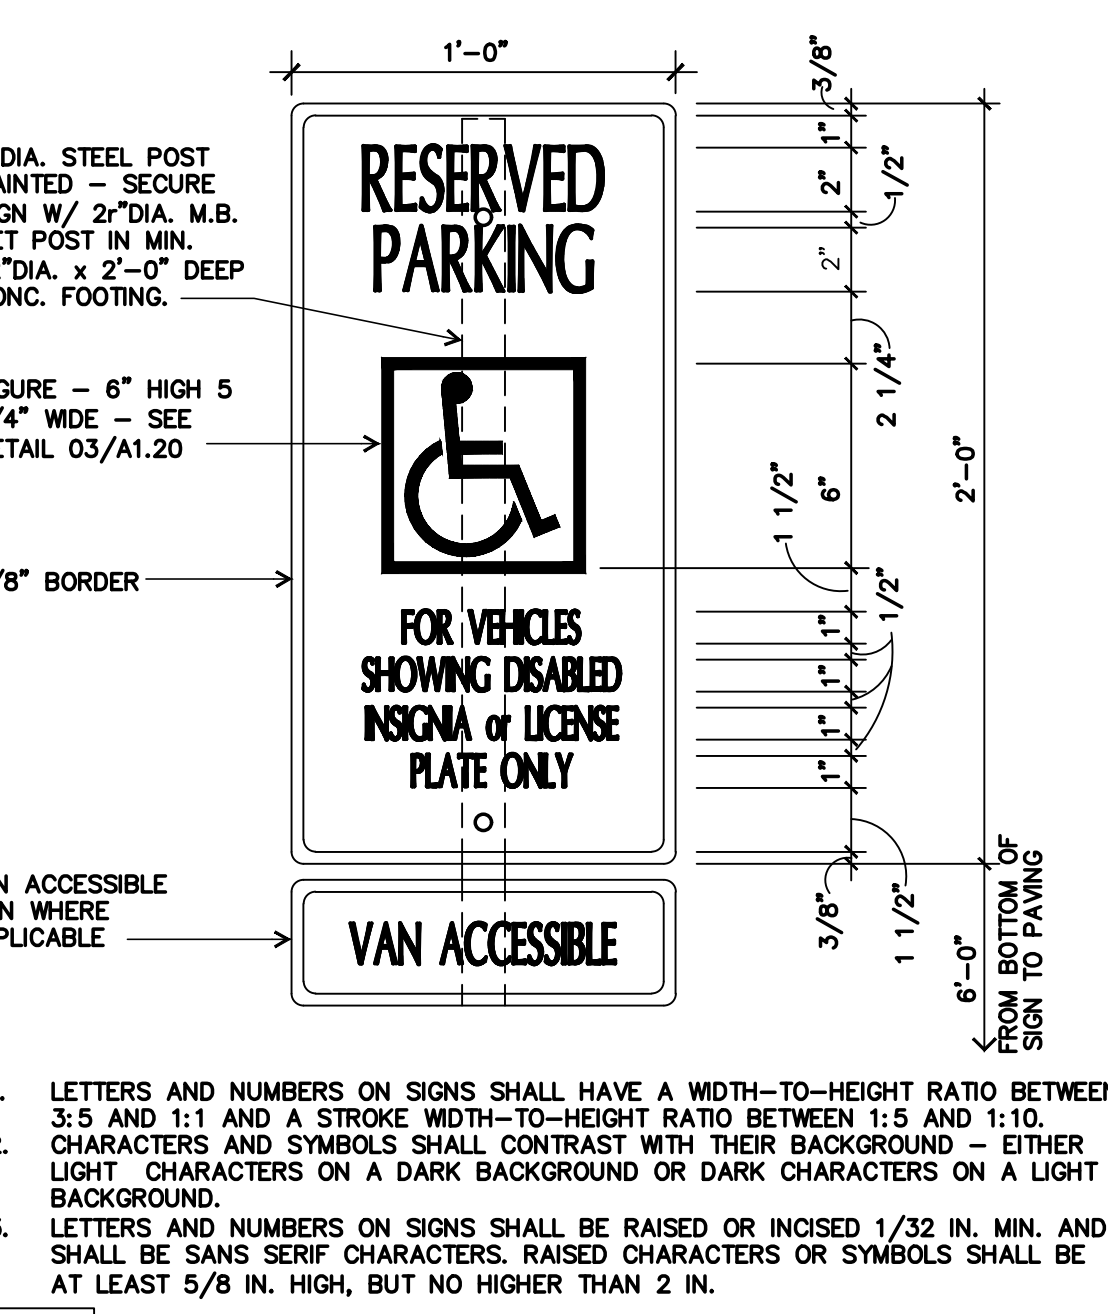 1'-0"
3/8"
1"
2"
1/2"
2"
2 1/4"
6"
1 1/2"
1/2"
1"
1"
1"
1"
3/8"
1 1/2"
2'-0"
6'-0"
FROM BOTTOM OF
SIGN TO PAVING
DIA. STEEL POST
AINTED – SECURE
GN W/ 2r"DIA. M.B.
ET POST IN MIN.
"DIA. x 2'-0" DEEP
ONC. FOOTING.
GURE – 6" HIGH 5
/4" WIDE – SEE
ETAIL 03/A1.20
/8" BORDER
N ACCESSIBLE
N WHERE
PLICABLE
RESERVED
PARKING
FOR VEHICLES
SHOWING DISABLED
INSIGNIA or LICENSE
PLATE ONLY
VAN ACCESSIBLE
LETTERS AND NUMBERS ON SIGNS SHALL HAVE A WIDTH-TO-HEIGHT RATIO BETWEEN
3:5 AND 1:1 AND A STROKE WIDTH-TO-HEIGHT RATIO BETWEEN 1:5 AND 1:10.
CHARACTERS AND SYMBOLS SHALL CONTRAST WITH THEIR BACKGROUND – EITHER
LIGHT CHARACTERS ON A DARK BACKGROUND OR DARK CHARACTERS ON A LIGHT
BACKGROUND.
LETTERS AND NUMBERS ON SIGNS SHALL BE RAISED OR INCISED 1/32 IN. MIN. AND
SHALL BE SANS SERIF CHARACTERS. RAISED CHARACTERS OR SYMBOLS SHALL BE
AT LEAST 5/8 IN. HIGH, BUT NO HIGHER THAN 2 IN.